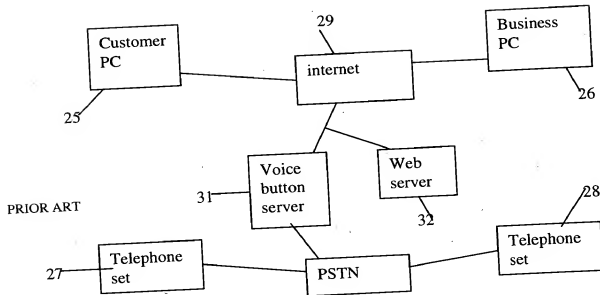 29
Customer
PC
internet
Business
PC
25
26
Voice
button
server
Web
server
31
32
28
PRIOR ART
Telephone
set
27
PSTN
Telephone
set